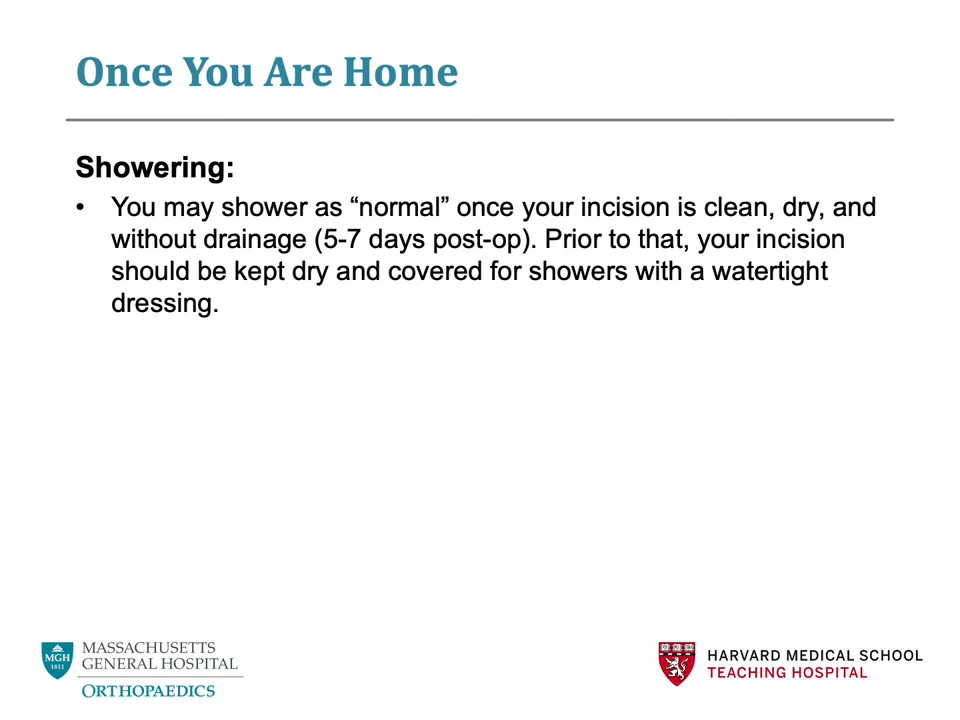 Once You Are Home
Showering:
• You may shower as “normal” once your incision is clean, dry, and
without drainage (5-7 days post-op). Prior to that, your incision
should be kept dry and covered for showers with a watertight
dressing.
MGH
1811
MASSACHUSETTS
GENERAL HOSPITAL
ORTHOPAEDICS
HARVARD MEDICAL SCHOOL
TEACHING HOSPITAL